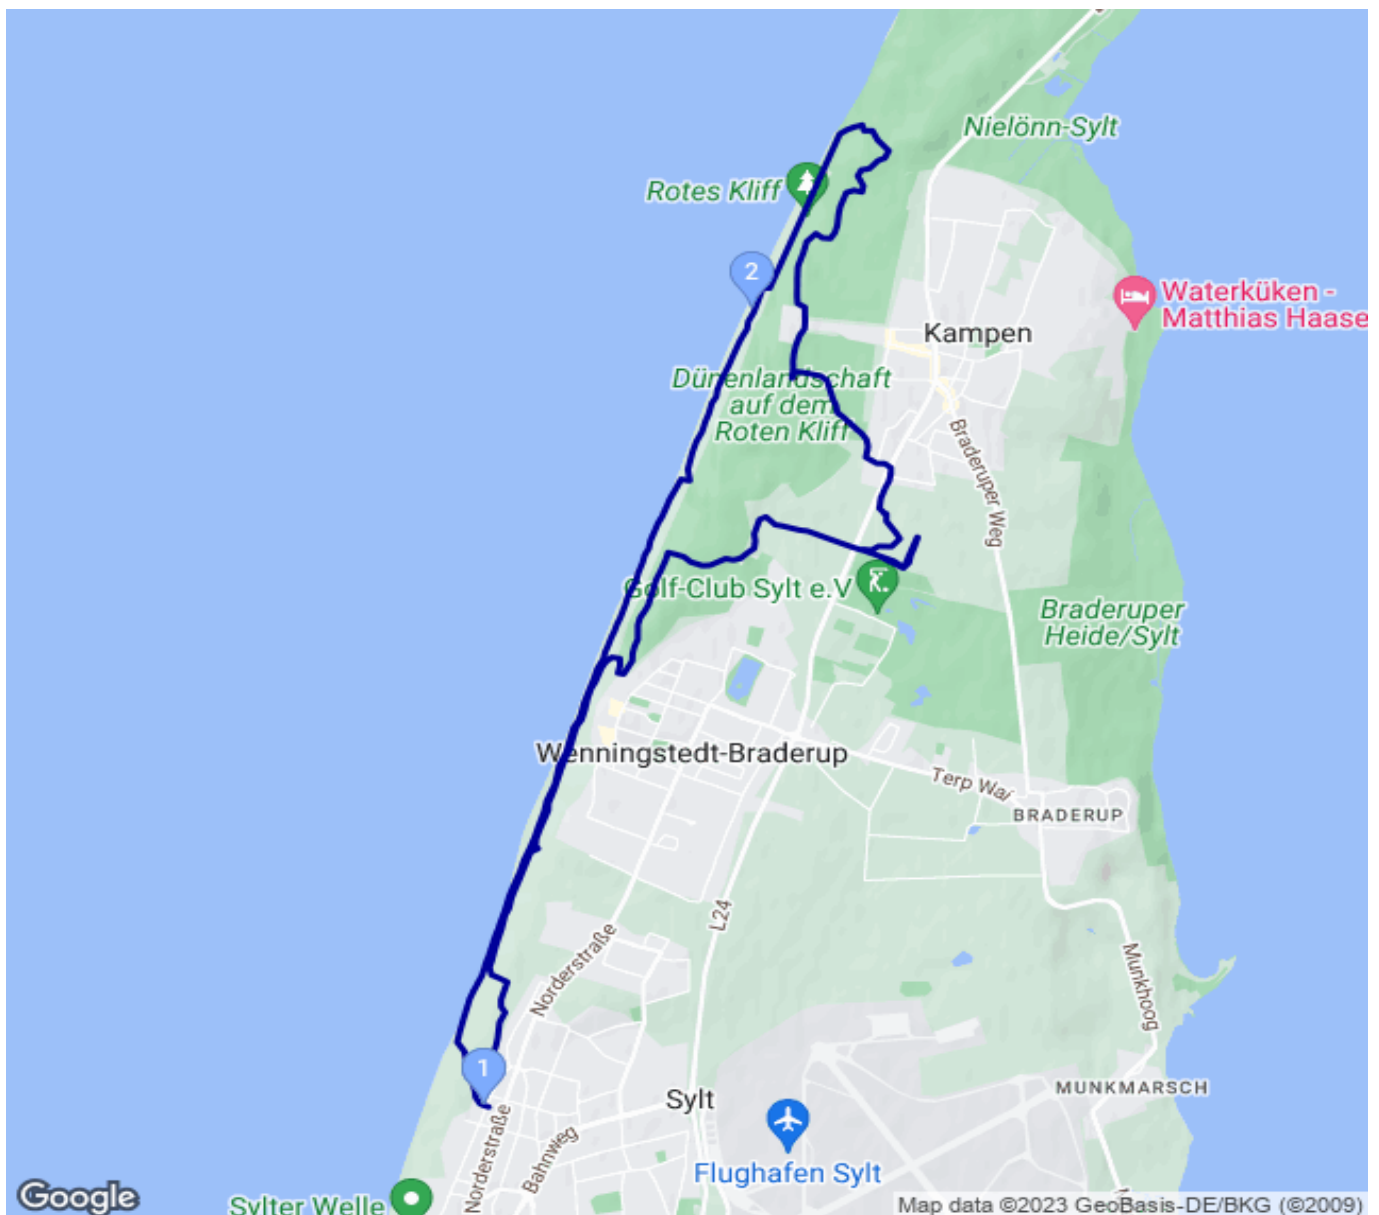 Nielönn-Sylt
Rotes Kliff
2
Waterküken -
Matthias Haase
Kampen
Dünenlandschaft
auf dem
Roten Kliff
Braderuper Weg
Golf-Club Sylt e.V
Braderuper
Heide/Sylt
Wenningstedt-Braderup
Terp Wai
BRADERUP
L24
Norderstraße
Munkhoog
1
Sylt
MUNKMARSCH
Norderstraße
Bahnweg
Flughafen Sylt
Sylter Welle
Google
Map data ©2023 GeoBasis-DE/BKG (©2009)